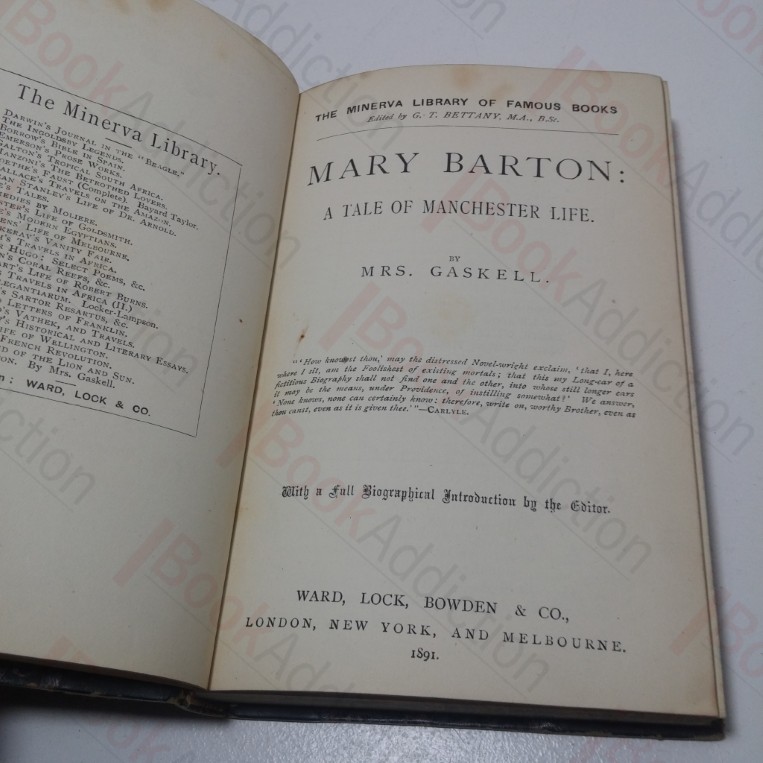 The Minerva Library.
DARWIN'S JOURNAL IN THE "BEAGLE."
THE INGOLDSBY LEGENDS.
BORROW'S BIBLE IN SPAIN.
EMERSON'S PROSE WORKS.
GALTON'S TROPICAL SOUTH AFRICA.
MANZONI'S THE BETROTHED LOVERS.
GOETHE'S FAUST (Complete). Bayard Taylor.
WALLACE'S TRAVELS ON THE AMAZON.
STANLEY'S LIFE OF DR. ARNOLD.
TALES.
BY MOLIERE.
LIFE OF GOLDSMITH.
MODERN EGYPTIANS.
LIFE OF MELBOURNE.
VANITY FAIR.
TRAVELS IN AFRICA.
HUGO: SELECT POEMS, &c.
CORAL REEFS, &c.
LIFE OF ROBERT BURNS.
TRAVELS IN AFRICA (II.)
ELEGANTIARUM. Locker-Lampson.
SARTOR RESARTUS, &c.
LETTERS OF FRANKLIN.
VATHEK, AND TRAVELS.
HISTORICAL AND LITERARY ESSAYS.
LIFE OF WELLINGTON.
FRENCH REVOLUTION.
OF THE LION AND SUN.
By Mrs. Gaskell.
WARD, LOCK & CO.
THE MINERVA LIBRARY OF FAMOUS BOOKS
Edited by G. T. BETTANY, M.A., B.Sc.
MARY BARTON:
A TALE OF MANCHESTER LIFE.
BY
MRS. GASKELL.
"'How knowest thou,' may the distressed Novel-wright exclaim, 'that I, here
where I sit, am the Foolishest of existing mortals; that this my Long-ear of a
fictitious Biography shall not find one and the other, into whose still longer ears
it may be the means, under Providence, of instilling somewhat?' We answer,
'None knows, none can certainly know: therefore, write on, worthy Brother, even as
thou canst, even as it is given thee.'"—CARLYLE.
With a Full Biographical Introduction by the Editor.
WARD, LOCK, BOWDEN & CO.,
LONDON, NEW YORK, AND MELBOURNE.
1891.
BookAddiction